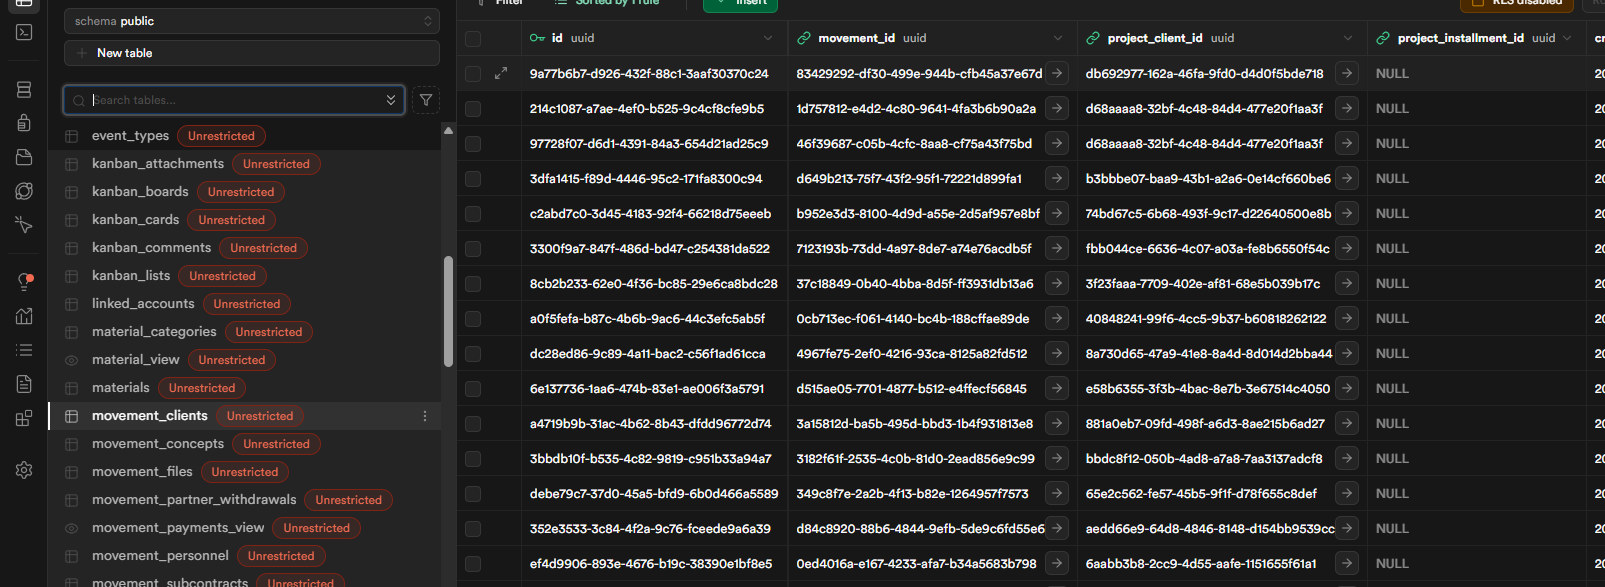 Filter Sorted by 1 rule Insert RLS disabled
schema public
New table
Search tables...
event_types Unrestricted
kanban_attachments Unrestricted
kanban_boards Unrestricted
kanban_cards Unrestricted
kanban_comments Unrestricted
kanban_lists Unrestricted
linked_accounts Unrestricted
material_categories Unrestricted
material_view Unrestricted
materials Unrestricted
movement_clients Unrestricted
movement_concepts Unrestricted
movement_files Unrestricted
movement_partner_withdrawals Unrestricted
movement_payments_view Unrestricted
movement_personnel Unrestricted
movement_subcontracts Unrestricted
id uuid movement_id uuid project_client_id uuid project_installment_id uuid
9a77b6b7-d926-432f-88c1-3aaf30370c24 83429292-df30-499e-944b-cfb45a37e67d db692977-162a-46fa-9fd0-d4d0f5bde718 NULL
214c1087-a7ae-4ef0-b525-9c4cf8cfe9b5 1d757812-e4d2-4c80-9641-4fa3b6b90a2a d68aaaa8-32bf-4c48-84d4-477e20f1aa3f NULL
97728f07-d6d1-4391-84a3-654d21ad25c9 46f39687-c05b-4cfc-8aa8-cf75a43f75bd d68aaaa8-32bf-4c48-84d4-477e20f1aa3f NULL
3dfa1415-f89d-4446-95c2-171fa8300c94 d649b213-75f7-43f2-95f1-72221d899fa1 b3bbbe07-baa9-43b1-a2a6-0e14cf660be6 NULL
c2abd7c0-3d45-4183-92f4-66218d75eeeb b952e3d3-8100-4d9d-a55e-2d5af957e8bf 74bd67c5-6b68-493f-9c17-d22640500e8b NULL
3300f9a7-847f-486d-bd47-c254381da522 7123193b-73dd-4a97-8de7-a74e76acdb5f fbb044ce-6636-4c07-a03a-fe8b6550f54c NULL
8cb2b233-62e0-4f36-bc85-29e6ca8bdc28 37c18849-0b40-4bba-8d5f-ff3931db13a6 3f23faaa-7709-402e-af81-68e5b039b17c NULL
a0f5fefa-b87c-4b6b-9ac6-44c3efc5ab5f 0cb713ec-f061-4140-bc4b-188cffae89de 40848241-99f6-4cc5-9b37-b60818262122 NULL
dc28ed86-9c89-4a11-bac2-c56f1ad61cca 4967fe75-2ef0-4216-93ca-8125a82fd512 8a730d65-47a9-41e8-8a4d-8d014d2bba44 NULL
6e137736-1aa6-474b-83e1-ae006f3a5791 d515ae05-7701-4877-b512-e4ffecf56845 e58b6355-3f3b-4bac-8e7b-3e67514c4050 NULL
a4719b9b-31ac-4b62-8b43-dfdd96772d74 3a15812d-ba5b-495d-bbd3-1b4f931813e8 881a0eb7-09fd-498f-a6d3-8ae215b6ad27 NULL
3bbdb10f-b535-4c82-9819-c951b33a94a7 3182f61f-2535-4c0b-81d0-2ead856e9c99 bbdc8f12-050b-4ad8-a7a8-7aa3137adcf8 NULL
debe79c7-37d0-45a5-bfd9-6b0d466a5589 349c8f7e-2a2b-4f13-b82e-1264957f7573 65e2c562-fe57-45b5-9f1f-d78f655c8def NULL
352e3533-3c84-4f2a-9c76-fceede9a6a39 d84c8920-88b6-4844-9efb-5de9c6fd55e6 aedd66e9-64d8-4846-8148-d154bb9539cc NULL
ef4d9906-893e-4676-b19c-38390e1bf8e5 0ed4016a-e167-4233-afa7-b34a5683b798 6aabb3b8-2cc9-4d55-aafe-1151655f61a1 NULL